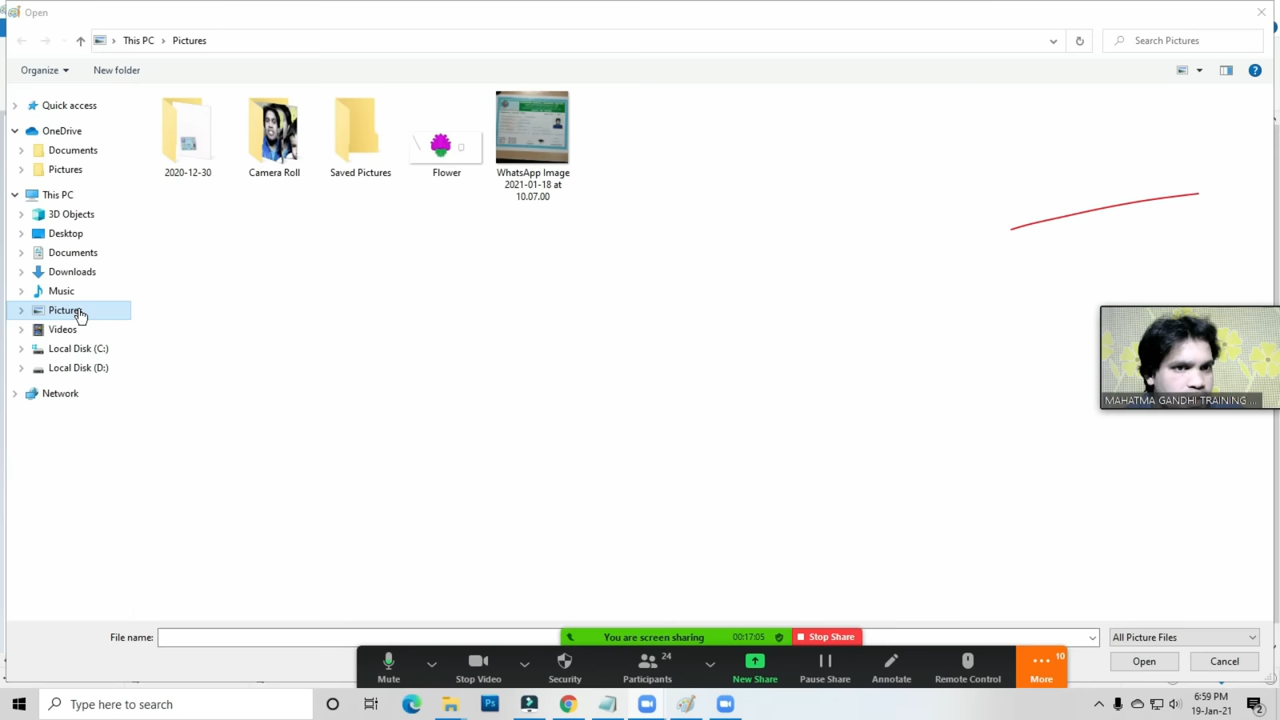 Open
This PC > Pictures
Search Pictures
Organize
New folder
Quick access
OneDrive
Documents
Pictures
This PC
3D Objects
Desktop
Documents
Downloads
Music
Pictures
Videos
Local Disk (C:)
Local Disk (D:)
Network
2020-12-30
Camera Roll
Saved Pictures
Flower
WhatsApp Image
2021-01-18 at
10.07.00
MAHATMA GANDHI TRAINING ...
File name:
All Picture Files
Open
Cancel
You are screen sharing
00:17:05
Stop Share
Mute
Stop Video
Security
24
Participants
New Share
Pause Share
Annotate
Remote Control
10
More
Type here to search
Ps
6:59 PM
19-Jan-21
2